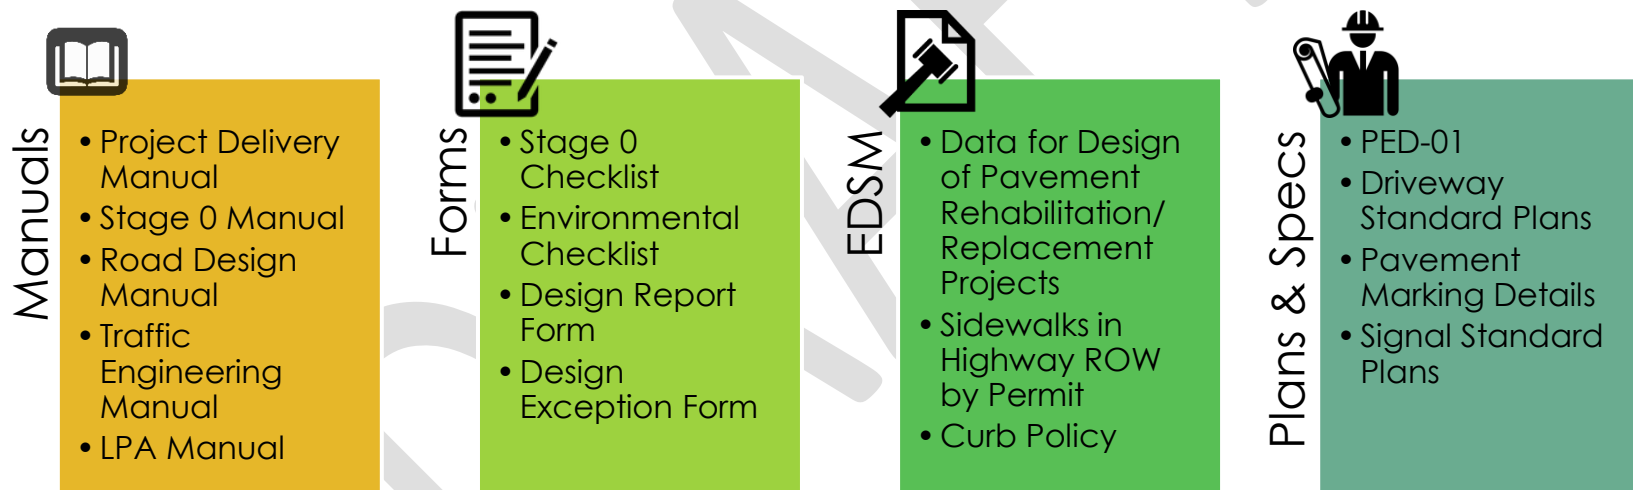 Manuals
• Project Delivery
Manual
• Stage 0 Manual
• Road Design
Manual
• Traffic
Engineering
Manual
• LPA Manual
Forms
• Stage 0
Checklist
• Environmental
Checklist
• Design Report
Form
• Design
Exception Form
EDSM
• Data for Design
of Pavement
Rehabilitation/
Replacement
Projects
• Sidewalks in
Highway ROW
by Permit
• Curb Policy
Plans & Specs
• PED-01
• Driveway
Standard Plans
• Pavement
Marking Details
• Signal Standard
Plans